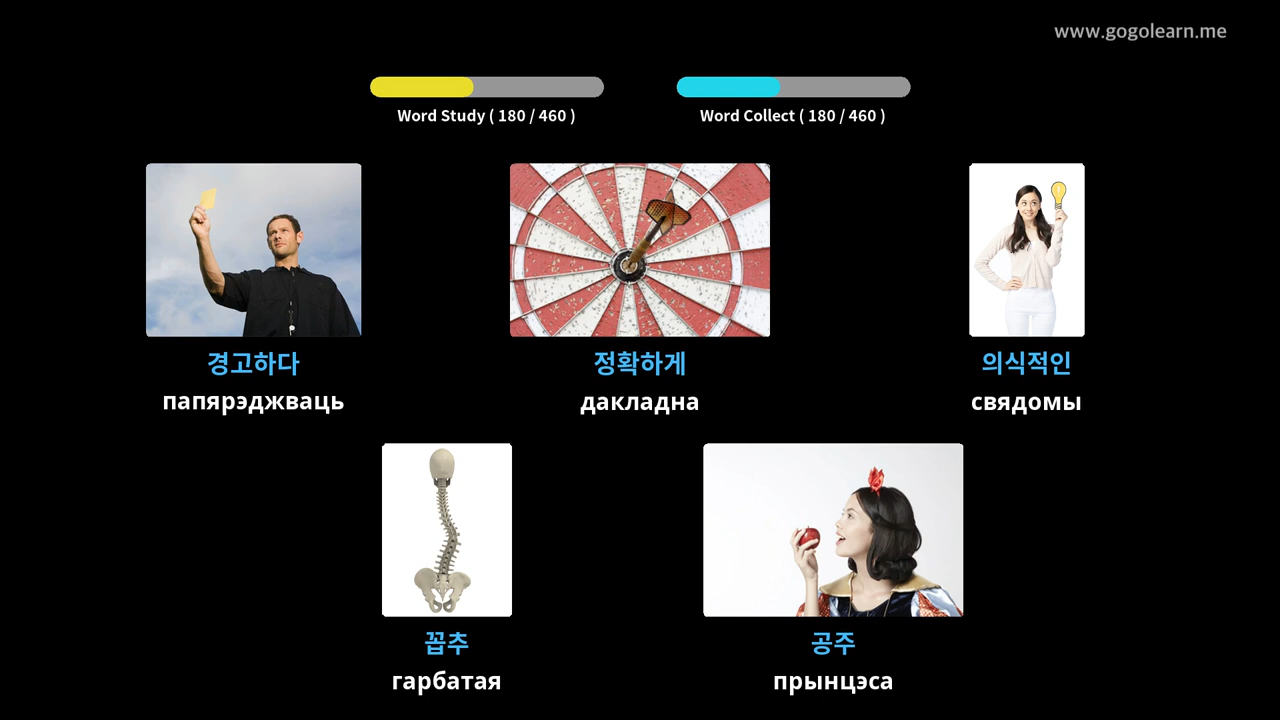 www.gogolearn.me
Word Study ( 180 / 460 )
Word Collect ( 180 / 460 )
경고하다
папярэджваць
정확하게
дакладна
의식적인
свядомы
꼽추
гарбатая
공주
прынцэса